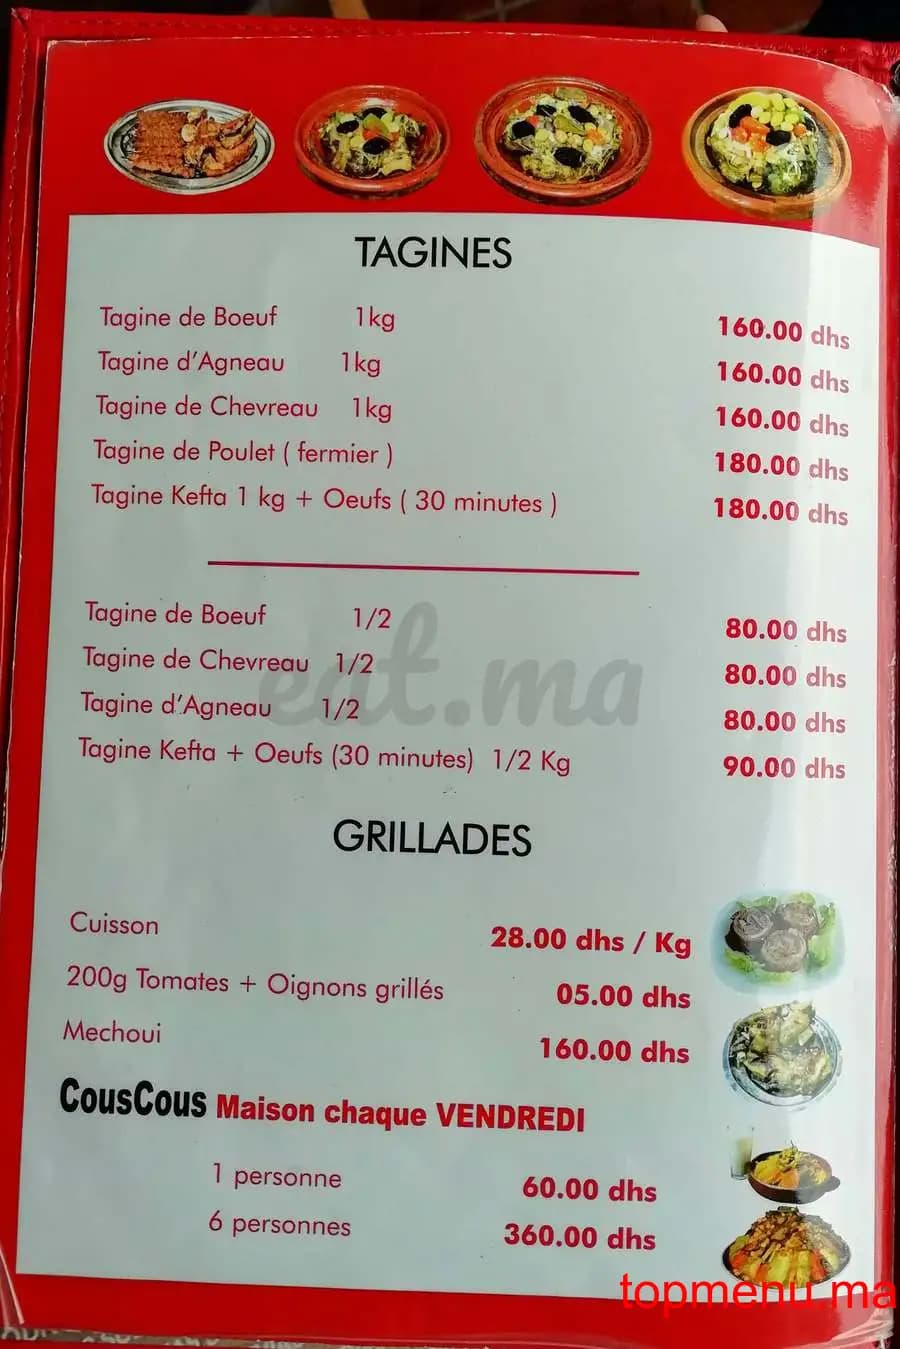 TAGINES
Tagine de Boeuf 1kg 160.00 dhs
Tagine d'Agneau 1kg 160.00 dhs
Tagine de Chevreau 1kg 160.00 dhs
Tagine de Poulet ( fermier ) 180.00 dhs
Tagine Kefta 1 kg + Oeufs ( 30 minutes ) 180.00 dhs
Tagine de Boeuf 1/2 80.00 dhs
Tagine de Chevreau 1/2 80.00 dhs
eat.ma
Tagine d'Agneau 1/2 80.00 dhs
Tagine Kefta + Oeufs (30 minutes) 1/2 Kg 90.00 dhs
GRILLADES
Cuisson 28.00 dhs / Kg
200g Tomates + Oignons grillés 05.00 dhs
Mechoui 160.00 dhs
CousCous Maison chaque VENDREDI
1 personne 60.00 dhs
6 personnes 360.00 dhs
topmenu.ma